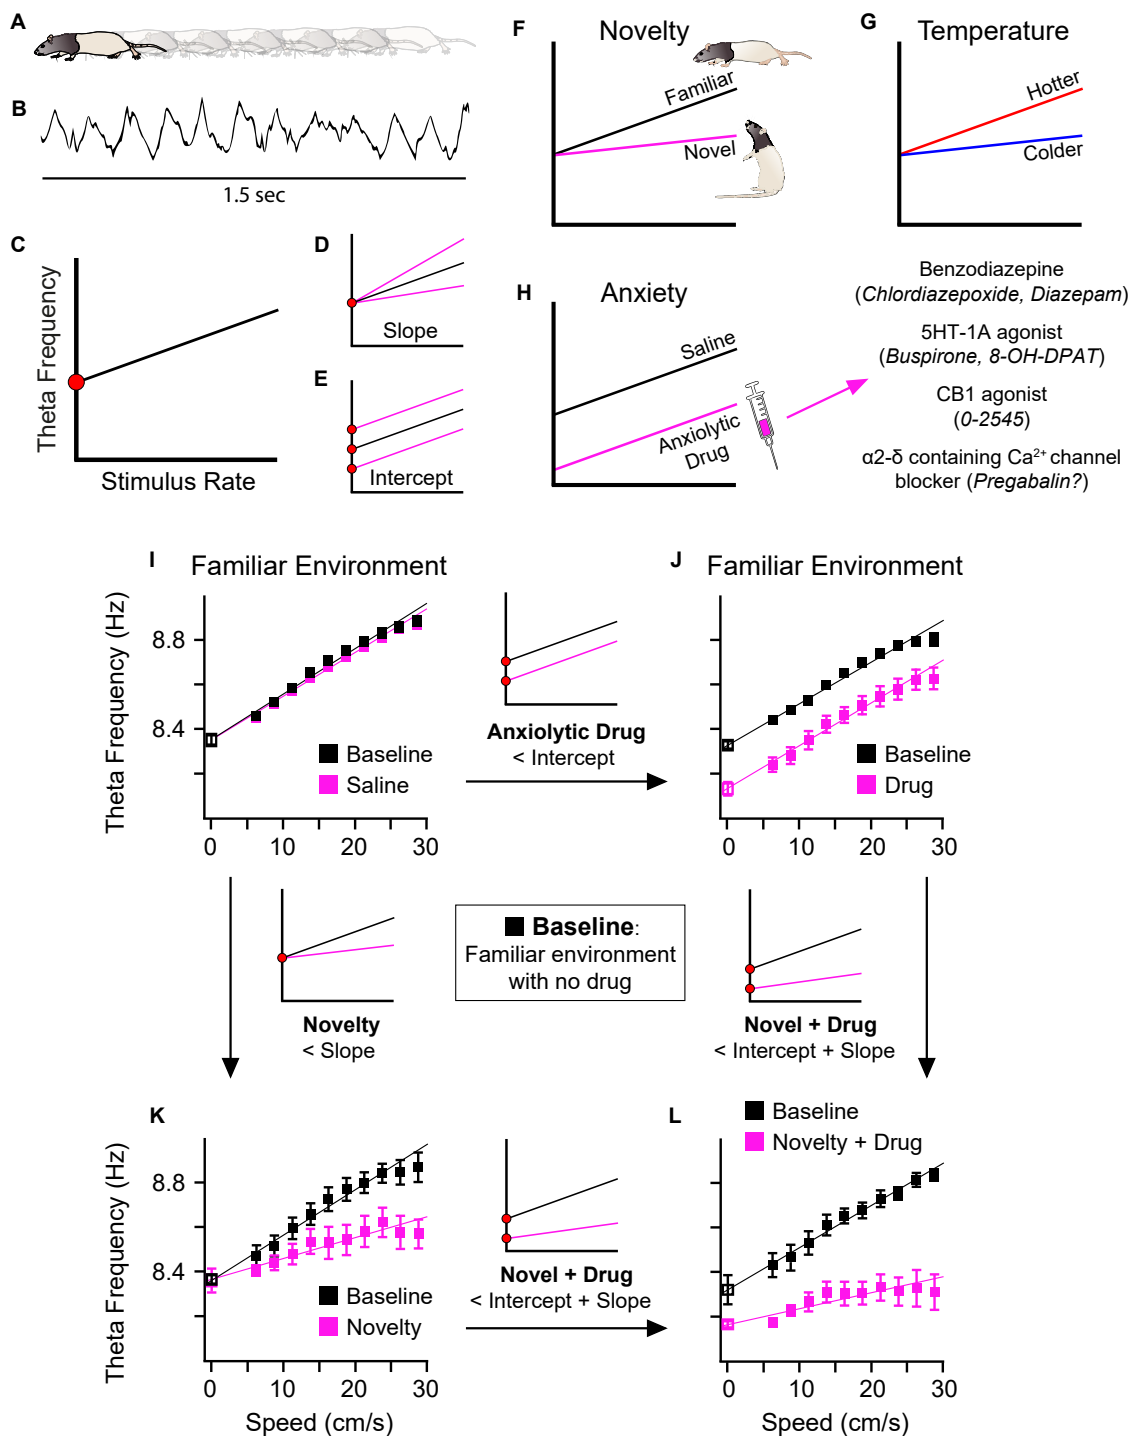 A
B
1.5 sec
C
Theta Frequency
Stimulus Rate
D
Slope
E
Intercept
F
Novelty
Familiar
Novel
G
Temperature
Hotter
Colder
H
Anxiety
Saline
Anxiolytic
Drug
Benzodiazepine
(Chlordiazepoxide, Diazepam)
5HT-1A agonist
(Buspirone, 8-OH-DPAT)
CB1 agonist
(0-2545)
α2-δ containing Ca²⁺ channel
blocker (Pregabalin?)
I
Familiar Environment
Theta Frequency (Hz)
8.8
8.4
Baseline
Saline
0 10 20 30
Anxiolytic Drug
< Intercept
J
Familiar Environment
Baseline
Drug
0 10 20 30
Novelty
< Slope
Baseline:
Familiar environment
with no drug
Novel + Drug
< Intercept + Slope
K
Theta Frequency (Hz)
8.8
8.4
Baseline
Novelty
0 10 20 30
Speed (cm/s)
Novel + Drug
< Intercept + Slope
L
Baseline
Novelty + Drug
0 10 20 30
Speed (cm/s)